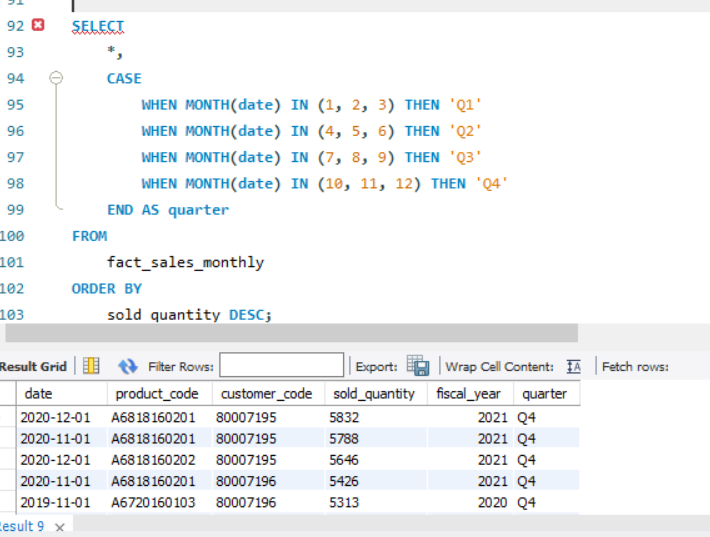 91
92 SELECT
93 *,
94 CASE
95 WHEN MONTH(date) IN (1, 2, 3) THEN 'Q1'
96 WHEN MONTH(date) IN (4, 5, 6) THEN 'Q2'
97 WHEN MONTH(date) IN (7, 8, 9) THEN 'Q3'
98 WHEN MONTH(date) IN (10, 11, 12) THEN 'Q4'
99 END AS quarter
100 FROM
101 fact_sales_monthly
102 ORDER BY
103 sold_quantity DESC;
Result Grid Filter Rows: Export: Wrap Cell Content: IA Fetch rows:
date product_code customer_code sold_quantity fiscal_year quarter
2020-12-01 A6818160201 80007195 5832 2021 Q4
2020-11-01 A6818160201 80007195 5788 2021 Q4
2020-12-01 A6818160202 80007195 5646 2021 Q4
2020-11-01 A6818160201 80007196 5426 2021 Q4
2019-11-01 A6720160103 80007196 5313 2020 Q4
Result 9